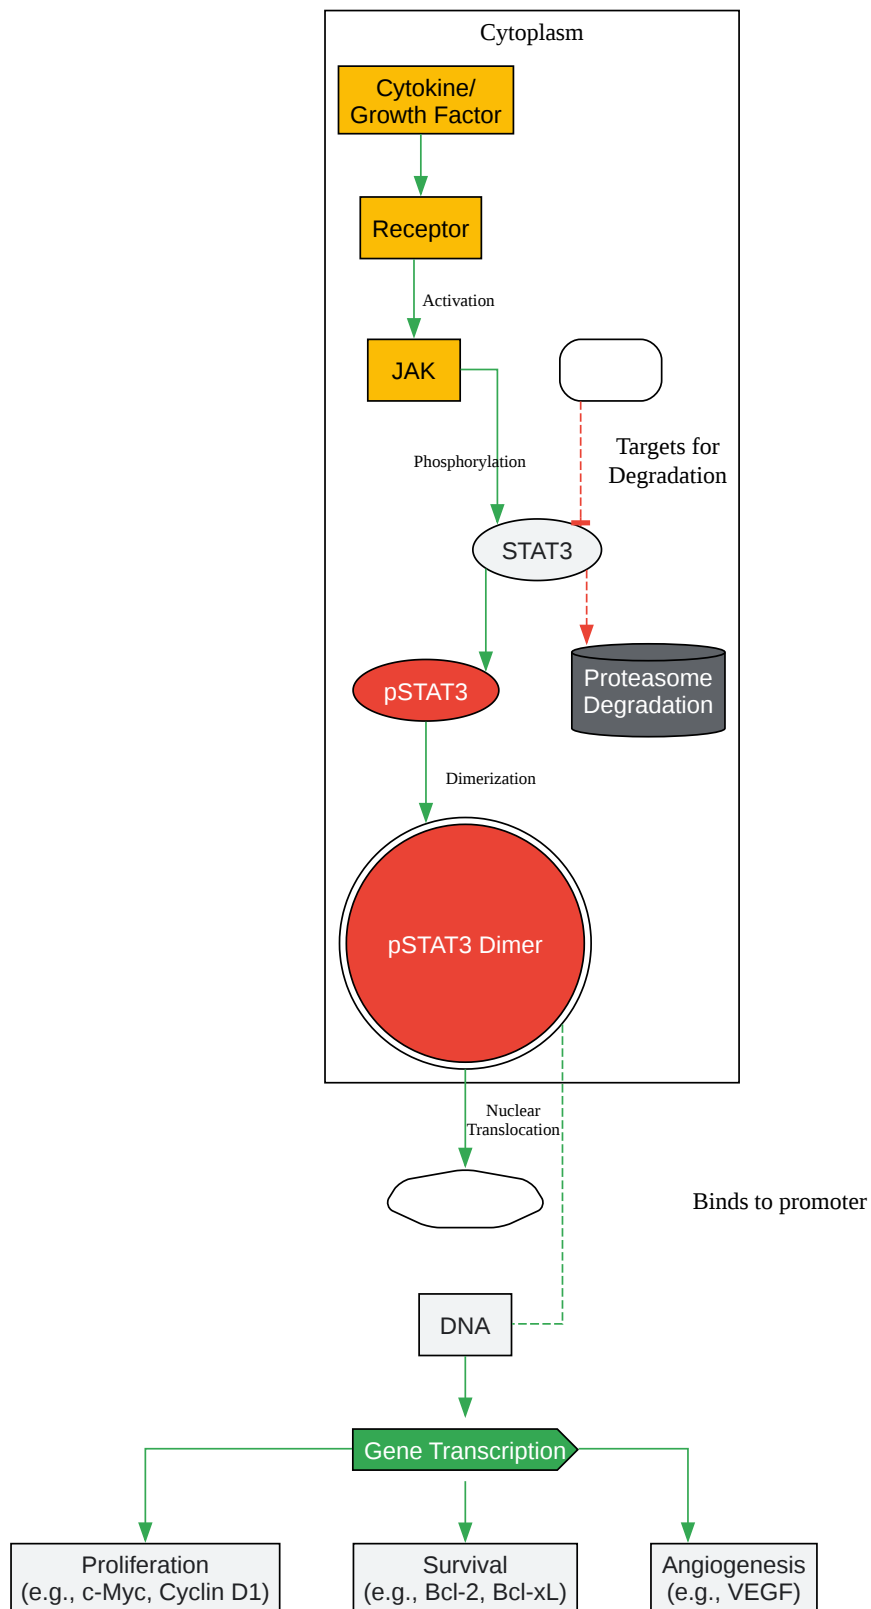 Cytoplasm
Cytokine/
Growth Factor
Receptor
Activation
JAK
Targets for
Degradation
Phosphorylation
STAT3
pSTAT3
Proteasome
Degradation
Dimerization
pSTAT3 Dimer
Nuclear
Translocation
Binds to promoter
DNA
Gene Transcription
Proliferation
(e.g., c-Myc, Cyclin D1)
Survival
(e.g., Bcl-2, Bcl-xL)
Angiogenesis
(e.g., VEGF)